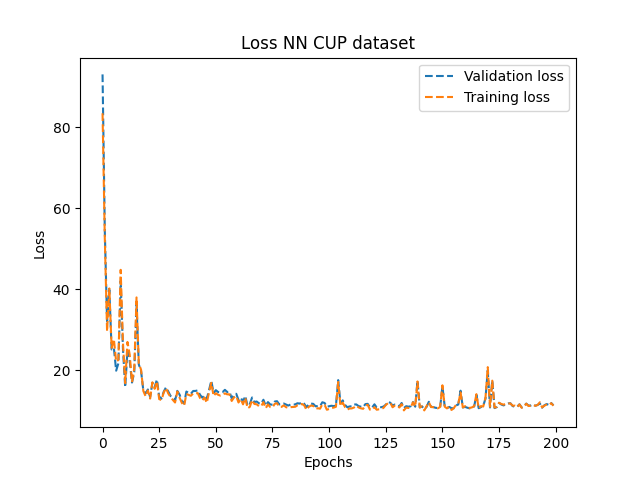 Loss NN CUP dataset
Validation loss
Training loss
80
60
40
20
Loss
0 25 50 75 100 125 150 175 200
Epochs